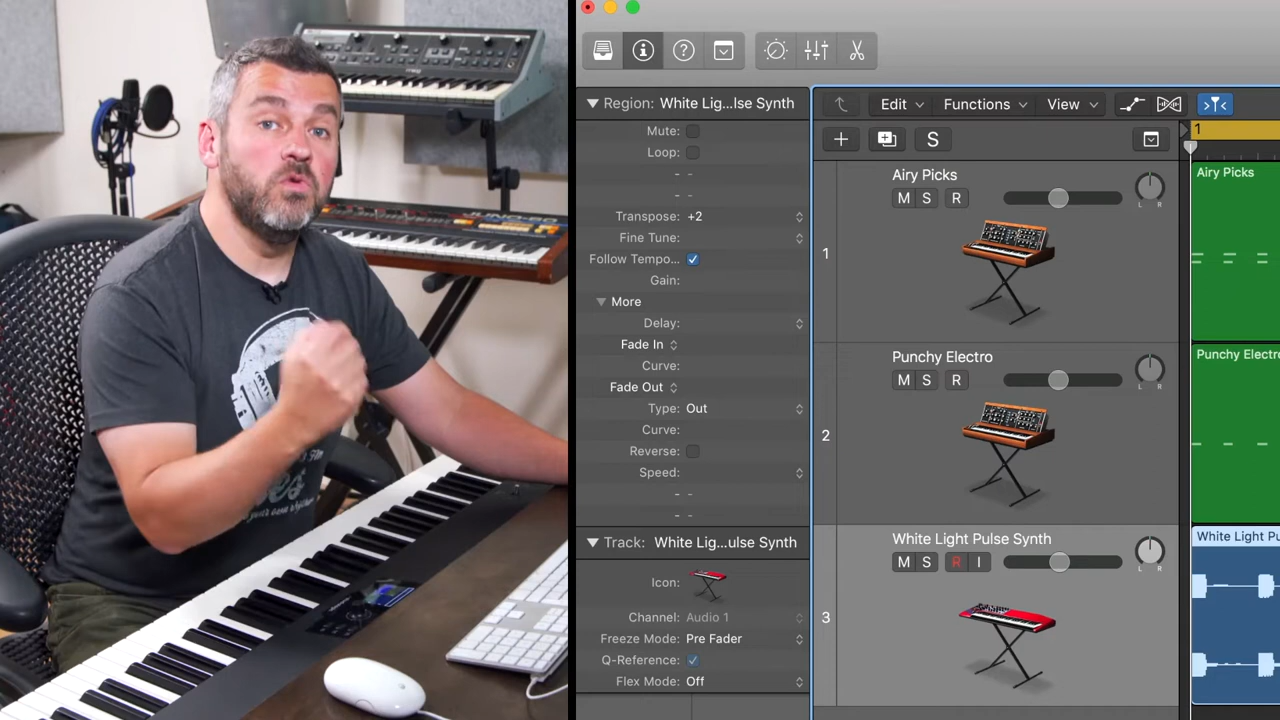 JUNO-60
Region: White Lig...lse Synth
Mute:
Loop:
Transpose: +2
Fine Tune:
Follow Tempo...
Gain:
More
Delay:
Fade In
Curve:
Fade Out
Type: Out
Curve:
Reverse:
Speed:
Track: White Lig...ulse Synth
Icon:
Channel: Audio 1
Freeze Mode: Pre Fader
Q-Reference:
Flex Mode: Off
Edit Functions View
S
1
Airy Picks
M S R
L R
1
Airy Picks
Punchy Electro
M S R
L R
2
Punchy Electro
White Light Pulse Synth
M S R I
L R
3
White Light Pu